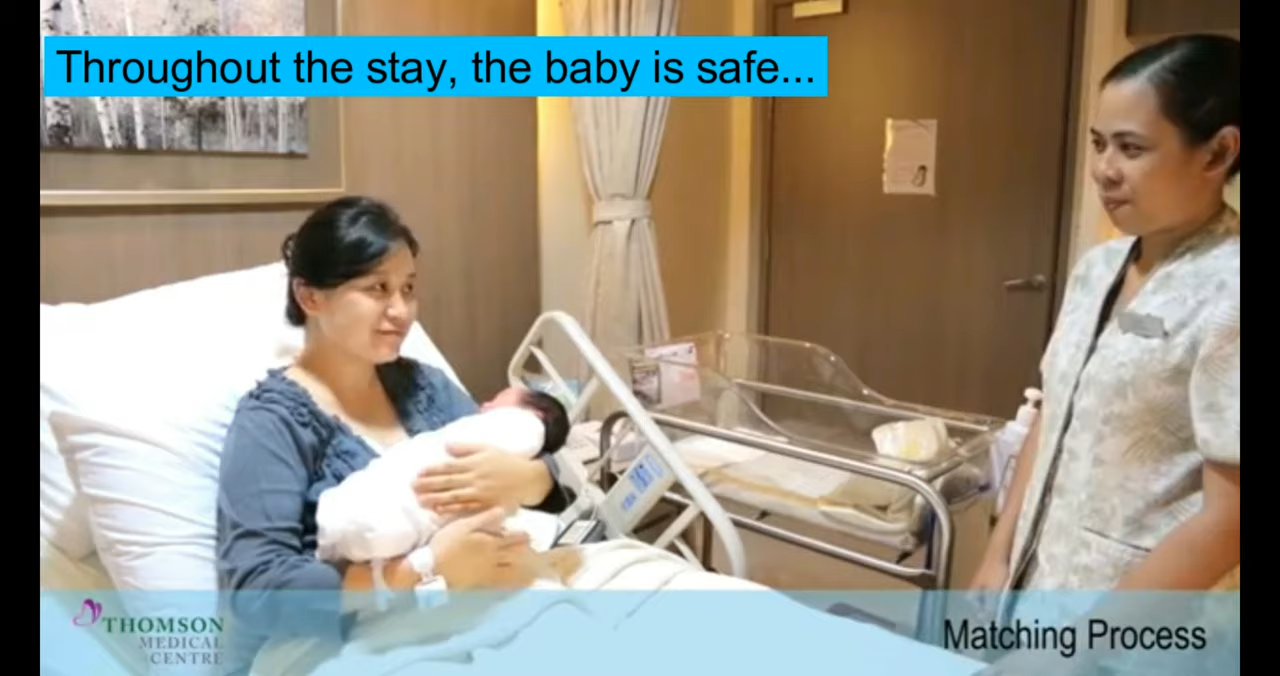 Throughout the stay, the baby is safe...
THOMSON
MEDICAL
CENTRE
Matching Process